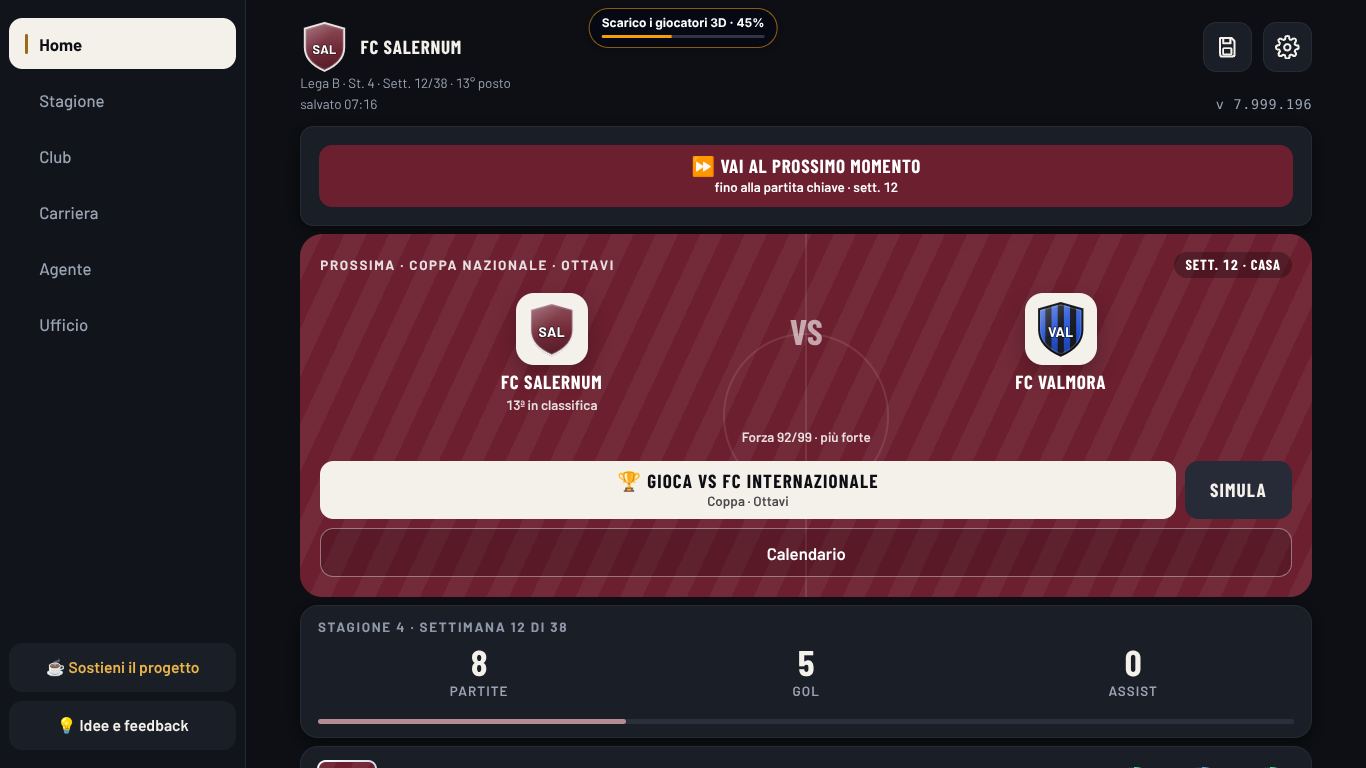 Home
Stagione
Club
Carriera
Agente
Ufficio
☕ Sostieni il progetto
💡 Idee e feedback
Scarico i giocatori 3D · 45%
SAL
FC SALERNUM
Lega B · St. 4 · Sett. 12/38 · 13° posto
salvato 07:16
v 7.999.196
⏩ VAI AL PROSSIMO MOMENTO
fino alla partita chiave · sett. 12
PROSSIMA · COPPA NAZIONALE · OTTAVI
SETT. 12 · CASA
SAL
VS
VAL
FC SALERNUM
FC VALMORA
13ª in classifica
Forza 92/99 · più forte
🏆 GIOCA VS FC INTERNAZIONALE
Coppa · Ottavi
SIMULA
Calendario
STAGIONE 4 · SETTIMANA 12 DI 38
8
5
0
PARTITE
GOL
ASSIST